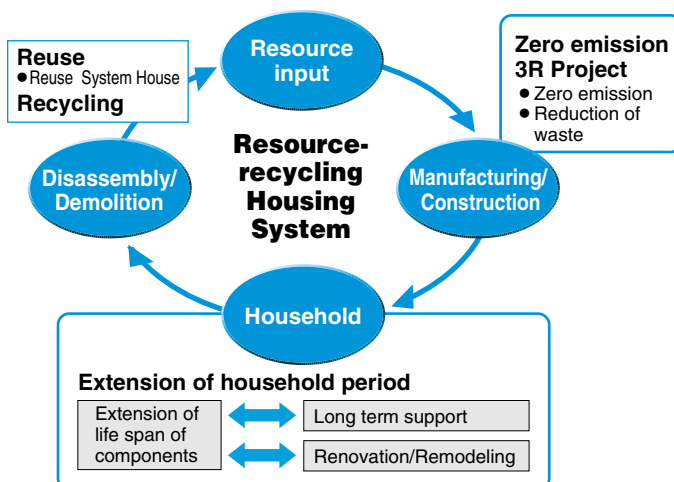 Reuse
●Reuse System House
Recycling
Resource
input
Zero emission
3R Project
● Zero emission
● Reduction of
waste
Resource-
recycling
Housing
System
Disassembly/
Demolition
Manufacturing/
Construction
Household
Extension of household period
Extension of
life span of
components
Long term support
Renovation/Remodeling